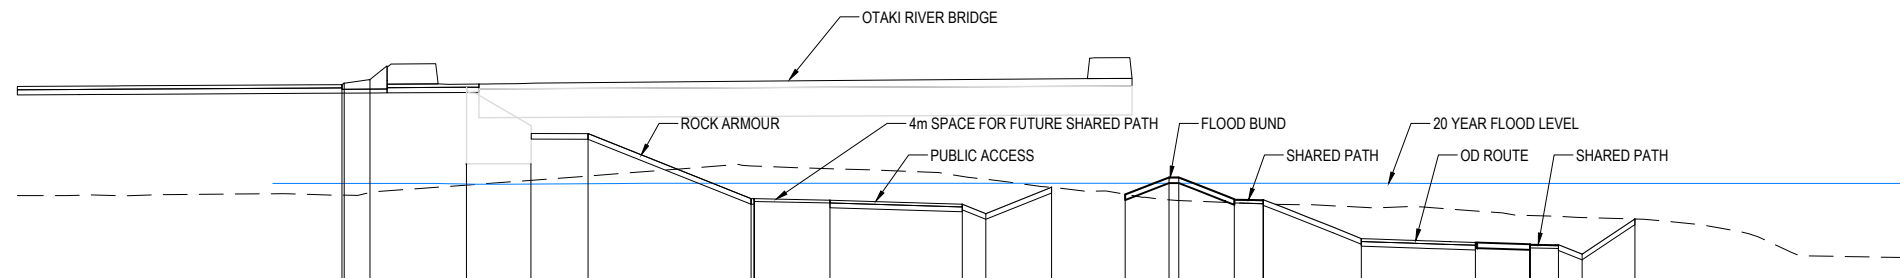 OTAKI RIVER BRIDGE
ROCK ARMOUR
4m SPACE FOR FUTURE SHARED PATH
FLOOD BUND
20 YEAR FLOOD LEVEL
PUBLIC ACCESS
SHARED PATH
OD ROUTE
SHARED PATH